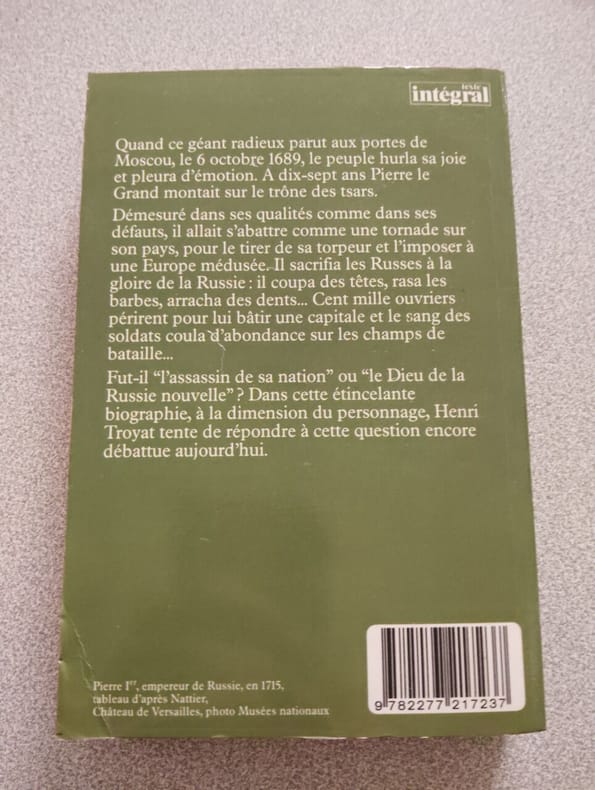 texte
intégral
Quand ce géant radieux parut aux portes de
Moscou, le 6 octobre 1689, le peuple hurla sa joie
et pleura d'émotion. A dix-sept ans Pierre le
Grand montait sur le trône des tsars.
Démesuré dans ses qualités comme dans ses
défauts, il allait s'abattre comme une tornade sur
son pays, pour le tirer de sa torpeur et l'imposer à
une Europe médusée. Il sacrifia les Russes à la
gloire de la Russie : il coupa des têtes, rasa les
barbes, arracha des dents... Cent mille ouvriers
périrent pour lui bâtir une capitale et le sang des
soldats coula d'abondance sur les champs de
bataille...
Fut-il “l'assassin de sa nation” ou “le Dieu de la
Russie nouvelle” ? Dans cette étincelante
biographie, à la dimension du personnage, Henri
Troyat tente de répondre à cette question encore
débattue aujourd'hui.
Pierre Iᵉʳ, empereur de Russie, en 1715,
tableau d'après Nattier,
Château de Versailles, photo Musées nationaux
9 782277 217237